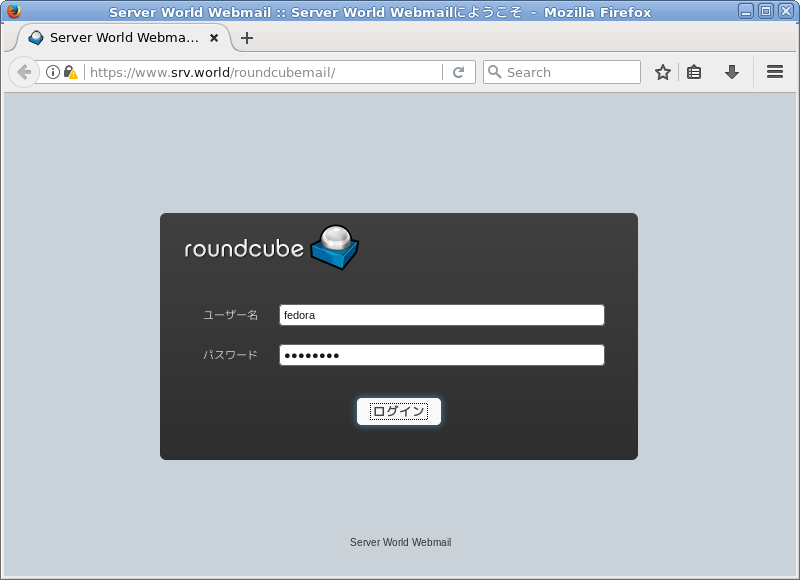 Server World Webmail :: Server World Webmailにようこそ - Mozilla Firefox
Server World Webma...
https://www.srv.world/roundcubemail/
Search
roundcube
ユーザー名
fedora
パスワード
ログイン
Server World Webmail